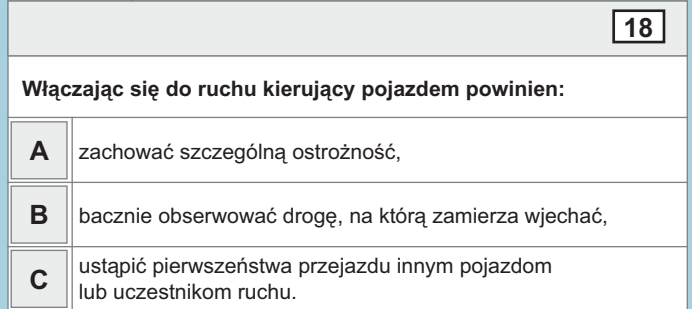 18
Włączając się do ruchu kierujący pojazdem powinien:
A zachować szczególną ostrożność,
B bacznie obserwować drogę, na którą zamierza wjechać,
C ustąpić pierwszeństwa przejazdu innym pojazdom
lub uczestnikom ruchu.